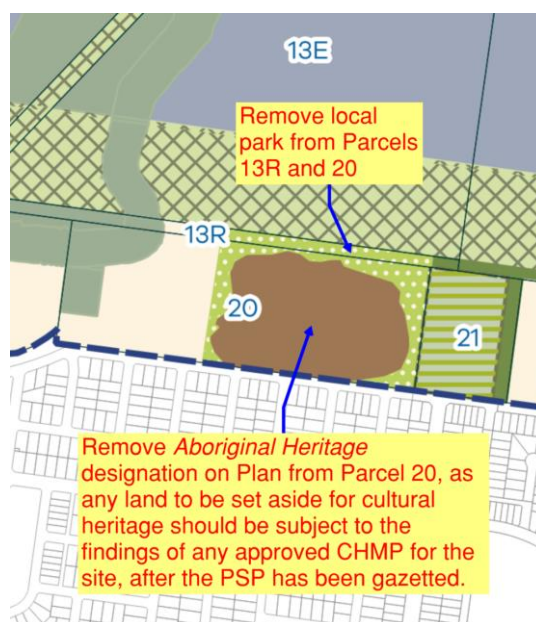 13E
Remove local
park from Parcels
13R and 20
13R
20
21
Remove Aboriginal Heritage
designation on Plan from Parcel 20, as
any land to be set aside for cultural
heritage should be subject to the
findings of any approved CHMP for the
site, after the PSP has been gazetted.